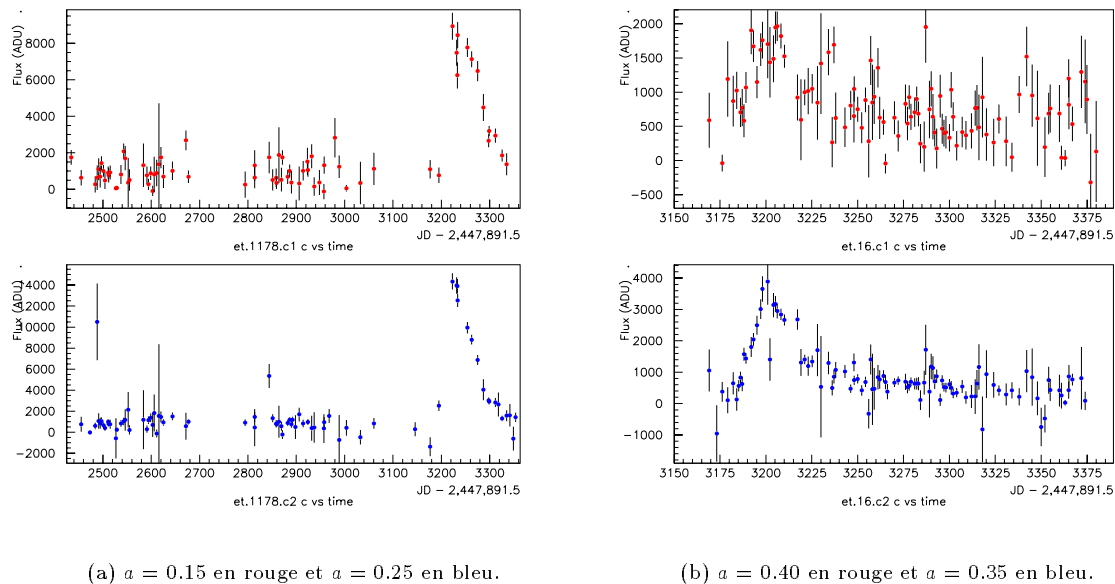 Flux (ADU)
8000
6000
4000
2000
0
2500 2600 2700 2800 2900 3000 3100 3200 3300
JD − 2,447,891.5
et.1178.c1 c vs time
Flux (ADU)
2000
1500
1000
500
0
−500
3150 3175 3200 3225 3250 3275 3300 3325 3350 3375
JD − 2,447,891.5
et.16.c1 c vs time
Flux (ADU)
14000
12000
10000
8000
6000
4000
2000
0
−2000
2500 2600 2700 2800 2900 3000 3100 3200 3300
JD − 2,447,891.5
et.1178.c2 c vs time
Flux (ADU)
4000
3000
2000
1000
0
−1000
3150 3175 3200 3225 3250 3275 3300 3325 3350 3375
JD − 2,447,891.5
et.16.c2 c vs time
(a) a = 0.15 en rouge et a = 0.25 en bleu.
(b) a = 0.40 en rouge et a = 0.35 en bleu.